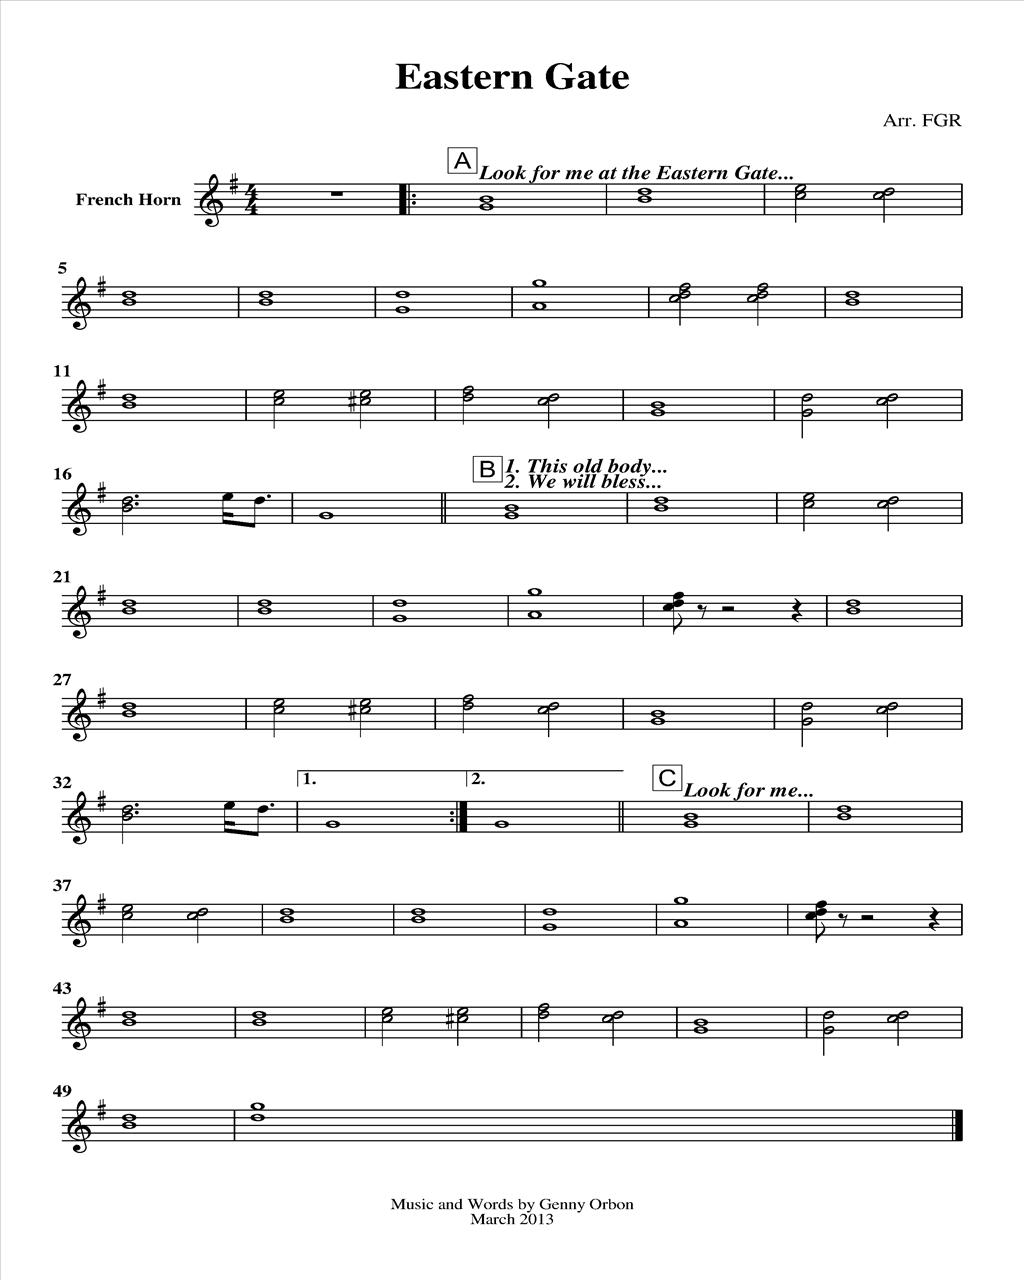 Eastern Gate
Arr. FGR
A
Look for me at the Eastern Gate...
French Horn
4
4
5
11
16
B
1. This old body...
2. We will bless...
21
27
32
1.
2.
C
Look for me...
37
43
49
Music and Words by Genny Orbon
March 2013